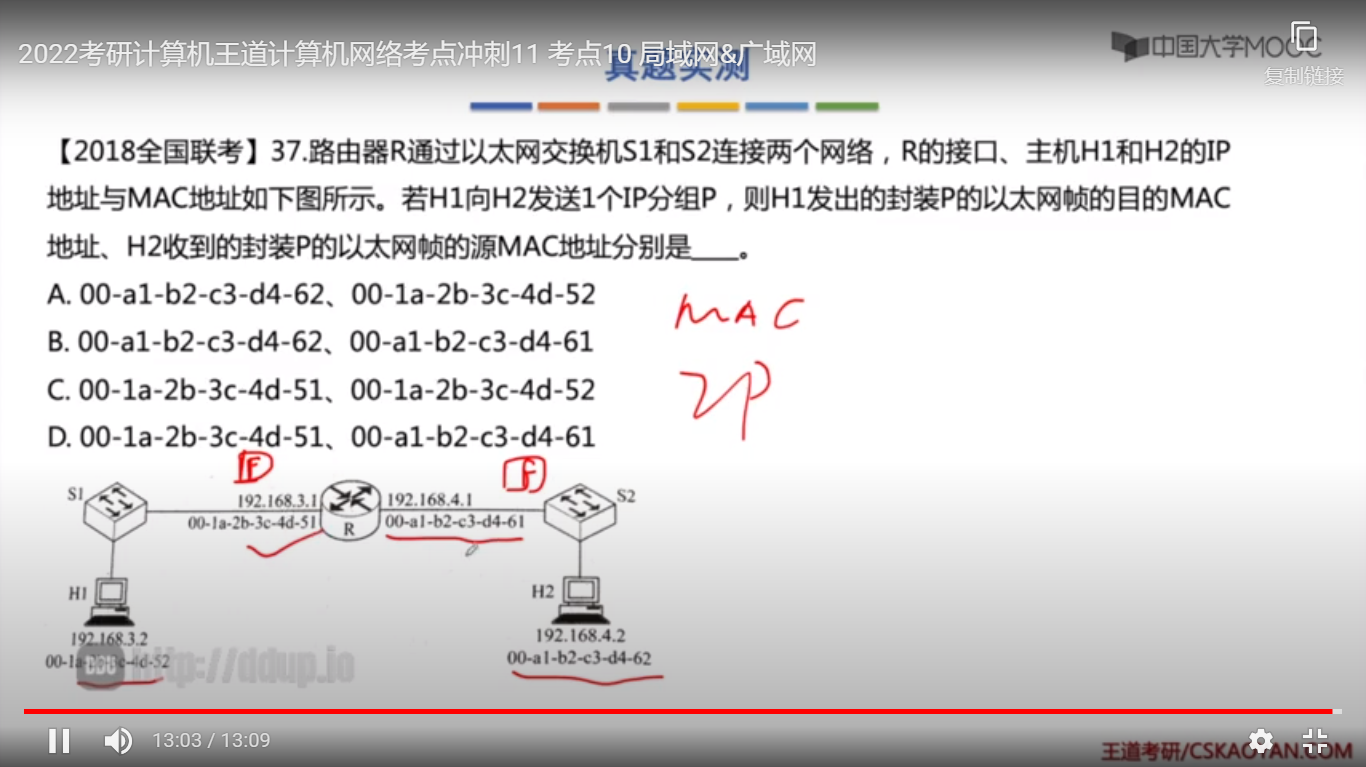 2022考研计算机王道计算机网络考点冲刺11 考点10 局域网&广域网
真题实测
中国大学MOOC
复制链接
【2018全国联考】37.路由器R通过以太网交换机S1和S2连接两个网络，R的接口、主机H1和H2的IP
地址与MAC地址如下图所示。若H1向H2发送1个IP分组P，则H1发出的封装P的以太网帧的目的MAC
地址、H2收到的封装P的以太网帧的源MAC地址分别是____。
A. 00-a1-b2-c3-d4-62、00-1a-2b-3c-4d-52
B. 00-a1-b2-c3-d4-62、00-a1-b2-c3-d4-61
C. 00-1a-2b-3c-4d-51、00-1a-2b-3c-4d-52
D. 00-1a-2b-3c-4d-51、00-a1-b2-c3-d4-61
MAC
IP
S1
192.168.3.1
00-1a-2b-3c-4d-51
R
192.168.4.1
00-a1-b2-c3-d4-61
S2
H1
192.168.3.2
00-1a-2b-3c-4d-52
H2
192.168.4.2
00-a1-b2-c3-d4-62
http://ddup.io
13:03 / 13:09
王道考研/CSKAOYAN.COM